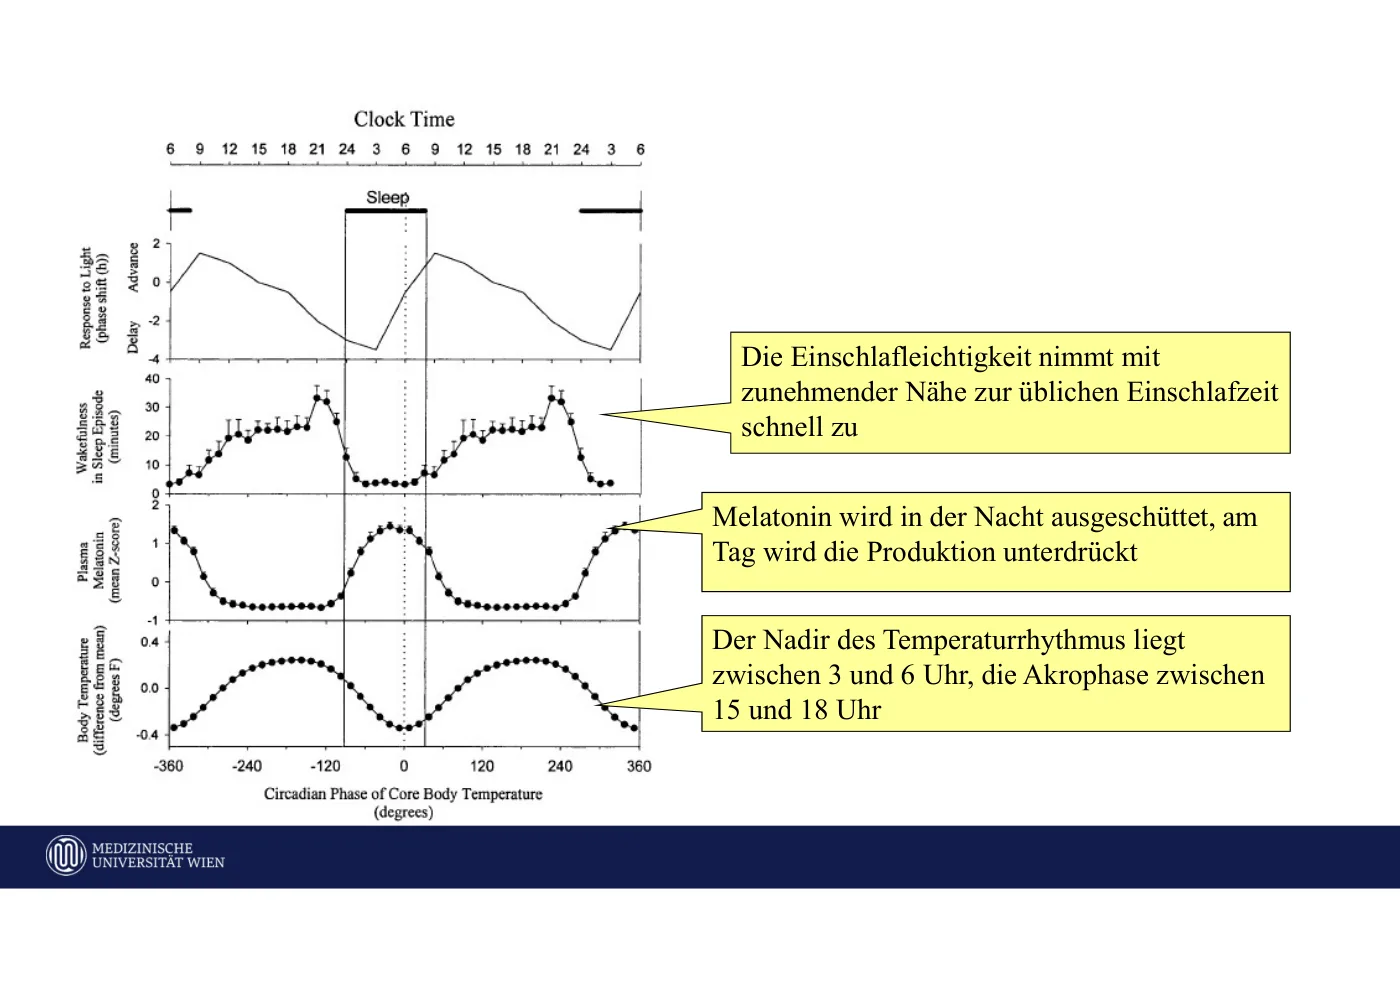 Clock Time
6 9 12 15 18 21 24 3 6 9 12 15 18 21 24 3 6
Sleep
Response to Light
(phase shift (h))
Delay Advance
2
0
-2
-4
Wakefulness
in Sleep Episode
(minutes)
40
30
20
10
0
Plasma
Melatonin
(mean Z-score)
2
1
0
-1
Body Temperature
(difference from mean)
(degrees F)
0.4
0.0
-0.4
-360 -240 -120 0 120 240 360
Circadian Phase of Core Body Temperature
(degrees)
Die Einschlafleichtigkeit nimmt mit
zunehmender Nähe zur üblichen Einschlafzeit
schnell zu
Melatonin wird in der Nacht ausgeschüttet, am
Tag wird die Produktion unterdrückt
Der Nadir des Temperaturrhythmus liegt
zwischen 3 und 6 Uhr, die Akrophase zwischen
15 und 18 Uhr
MEDIZINISCHE
UNIVERSITÄT WIEN